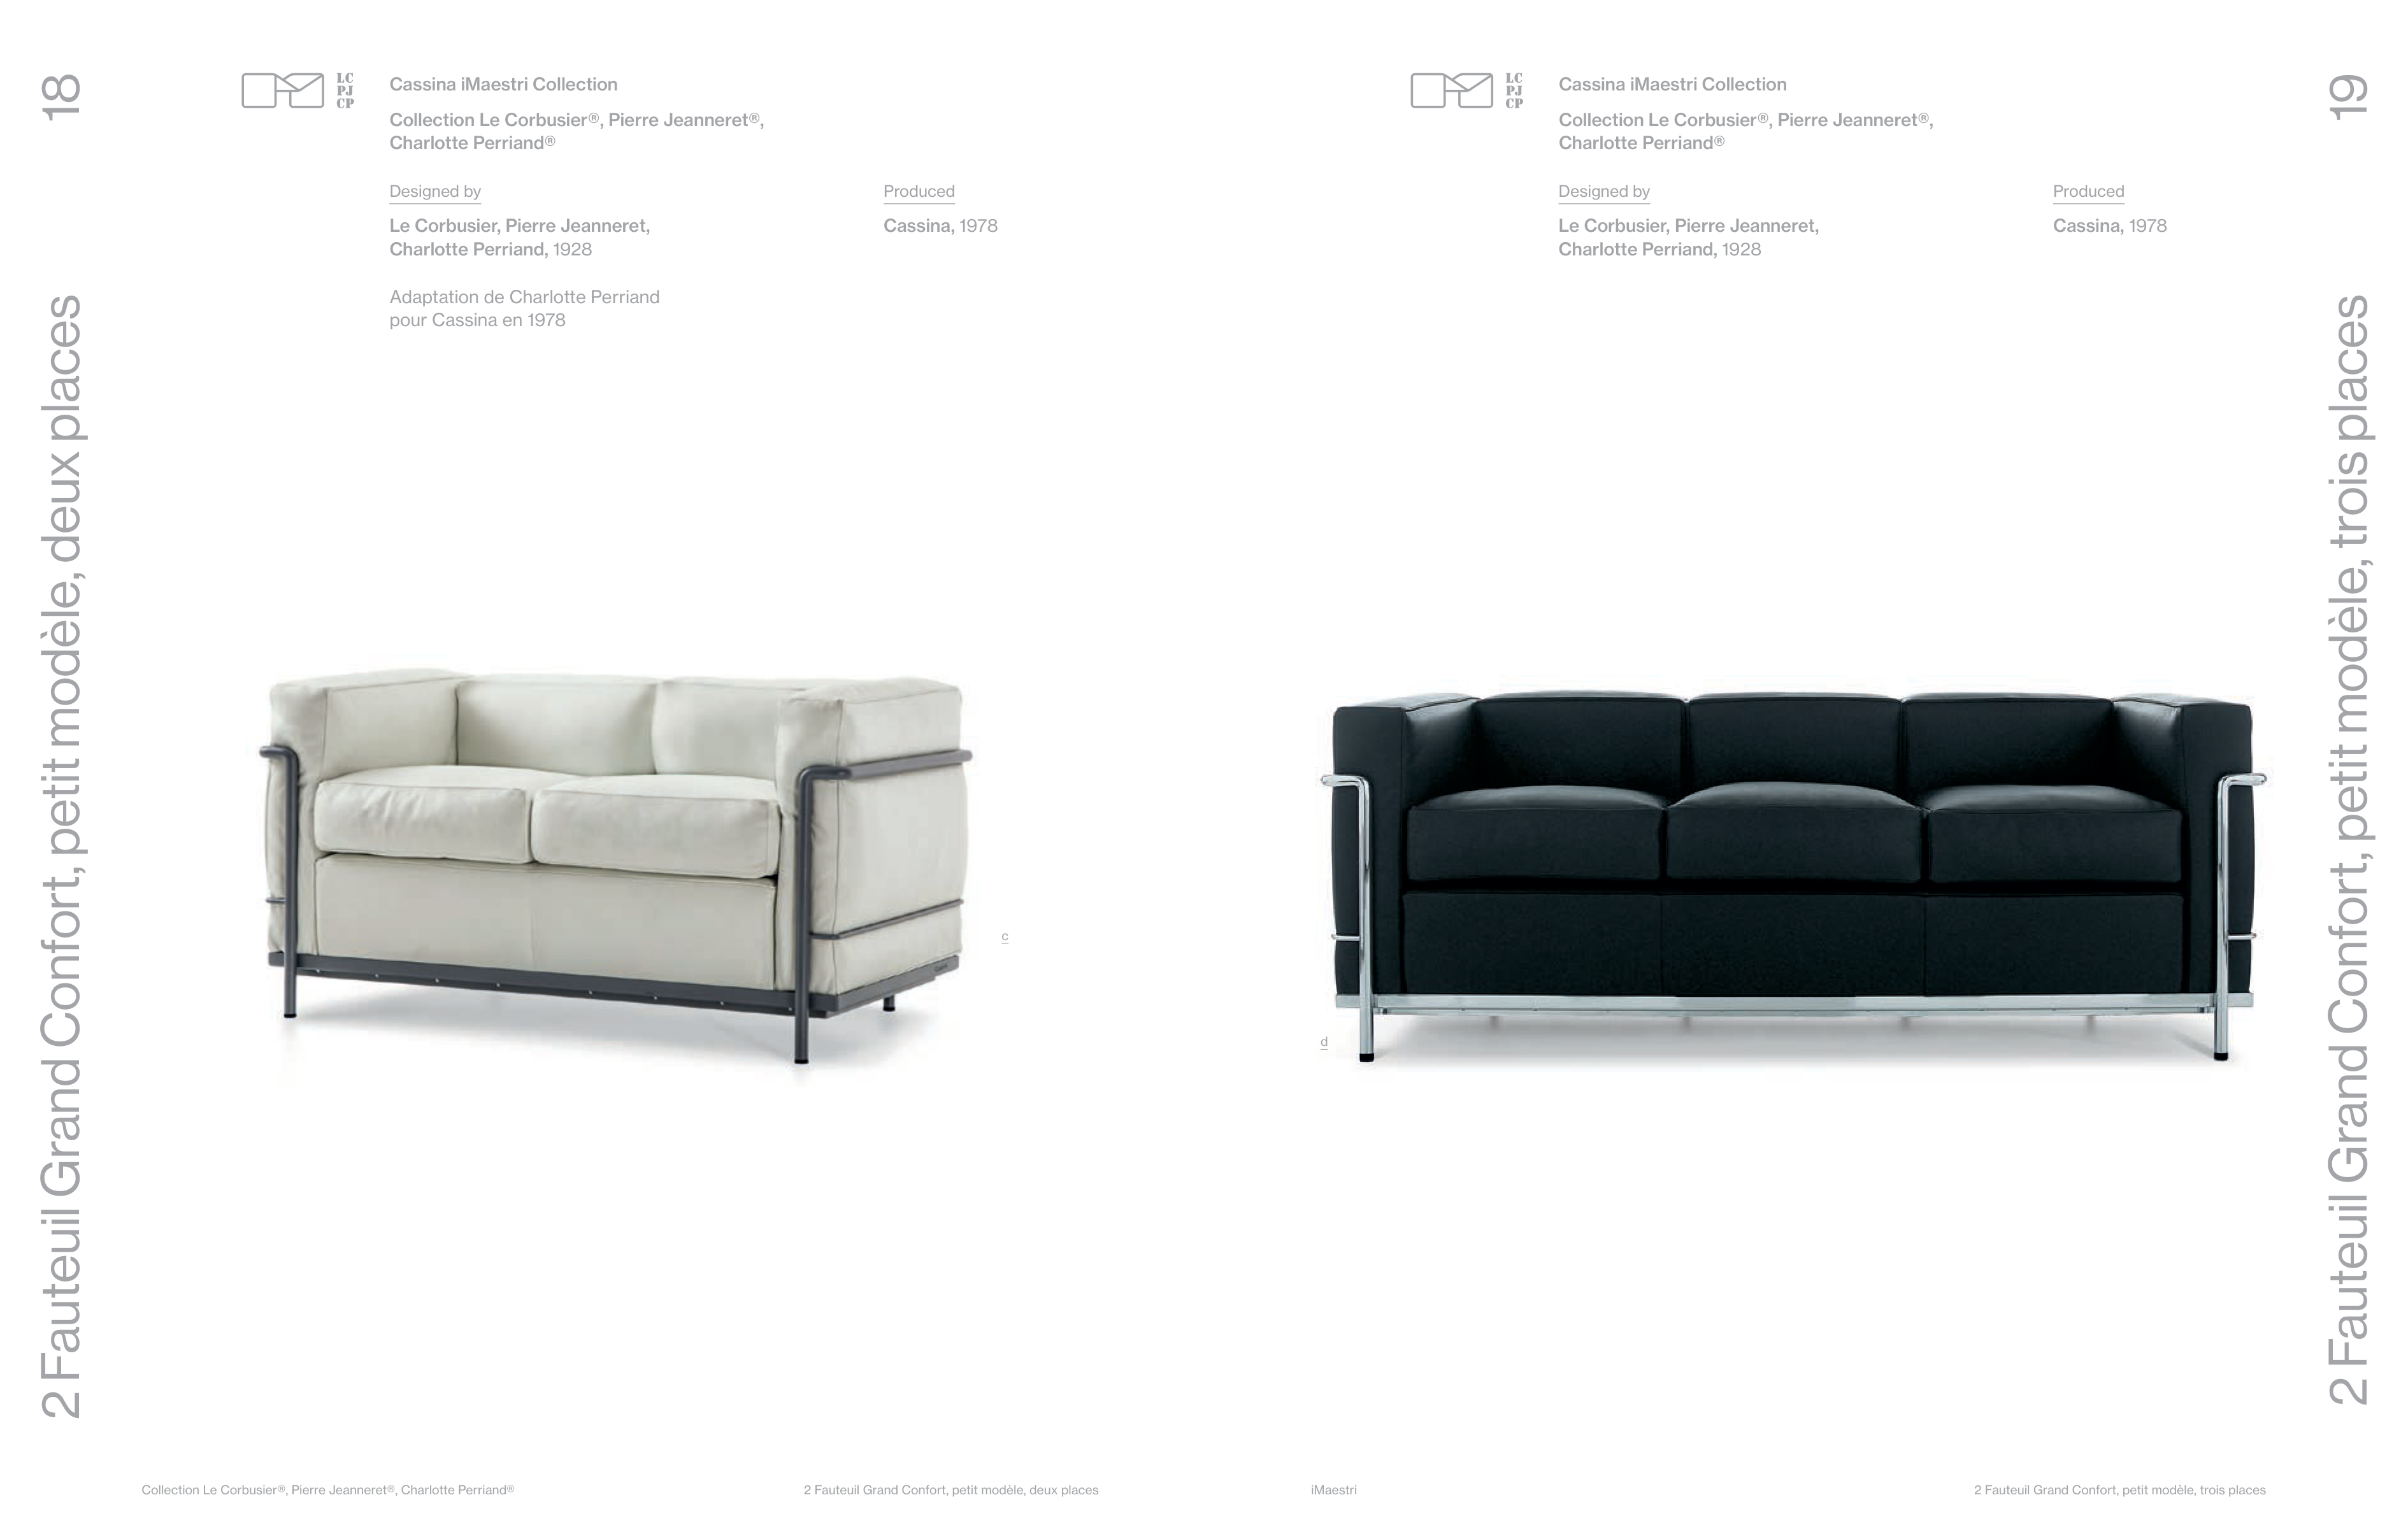 18
2 Fauteuil Grand Confort, petit modèle, deux places
LC
PJ
CP
Cassina iMaestri Collection
Collection Le Corbusier®, Pierre Jeanneret®,
Charlotte Perriand®
Designed by
Le Corbusier, Pierre Jeanneret,
Charlotte Perriand, 1928
Adaptation de Charlotte Perriand
pour Cassina en 1978
Produced
Cassina, 1978
c
Collection Le Corbusier®, Pierre Jeanneret®, Charlotte Perriand®
2 Fauteuil Grand Confort, petit modèle, deux places
LC
PJ
CP
Cassina iMaestri Collection
Collection Le Corbusier®, Pierre Jeanneret®,
Charlotte Perriand®
Designed by
Le Corbusier, Pierre Jeanneret,
Charlotte Perriand, 1928
Produced
Cassina, 1978
d
19
2 Fauteuil Grand Confort, petit modèle, trois places
iMaestri
2 Fauteuil Grand Confort, petit modèle, trois places